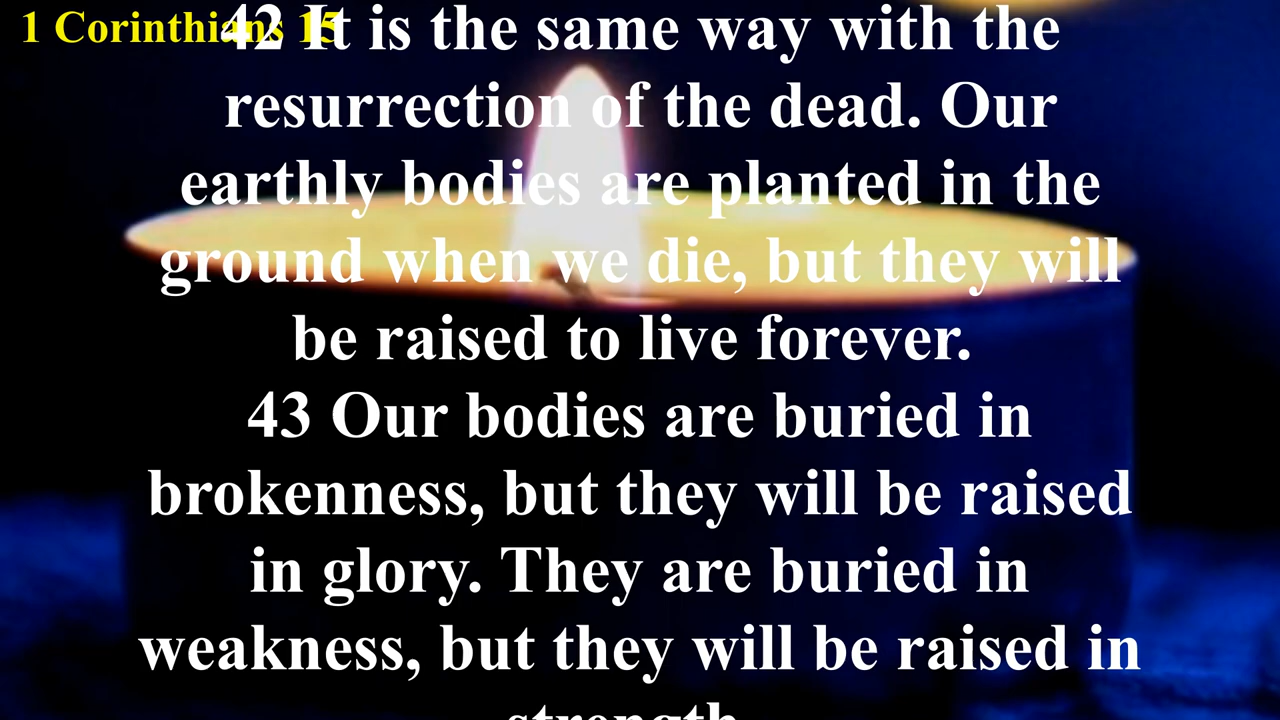 1 Corinthians 15
42 It is the same way with the
resurrection of the dead. Our
earthly bodies are planted in the
ground when we die, but they will
be raised to live forever.
43 Our bodies are buried in
brokenness, but they will be raised
in glory. They are buried in
weakness, but they will be raised in
strength.